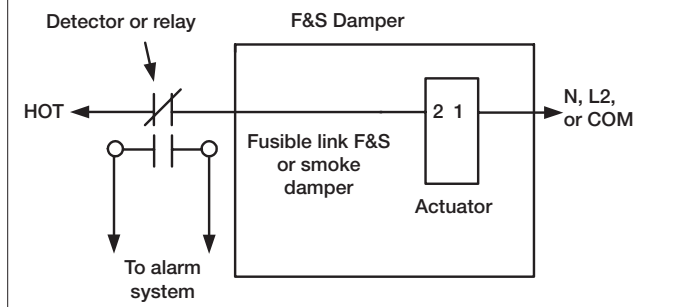 Detector or relay
F&S Damper
HOT
2 1
N, L2,
or COM
Fusible link F&S
or smoke
damper
Actuator
To alarm
system